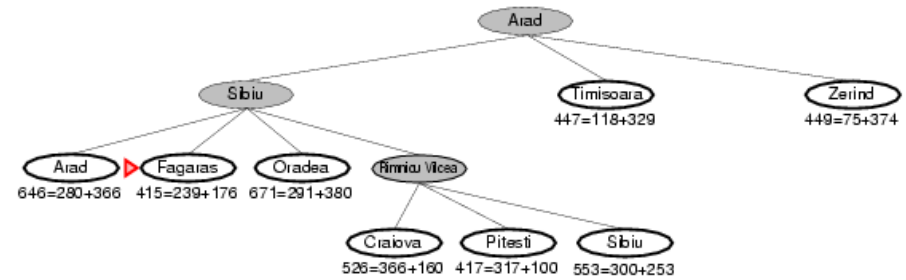 Arad
Sibiu
Timisoara
Zerind
447=118+329
449=75+374
Arad
Fagaras
Oradea
Rimnicu Vilcea
646=280+366
415=239+176
671=291+380
Craiova
Pitesti
Sibiu
526=366+160
417=317+100
553=300+253